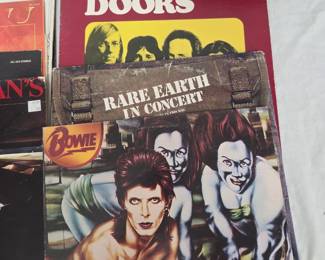 DOORS
AN'S
RARE EARTH
IN CONCERT
BOWIE